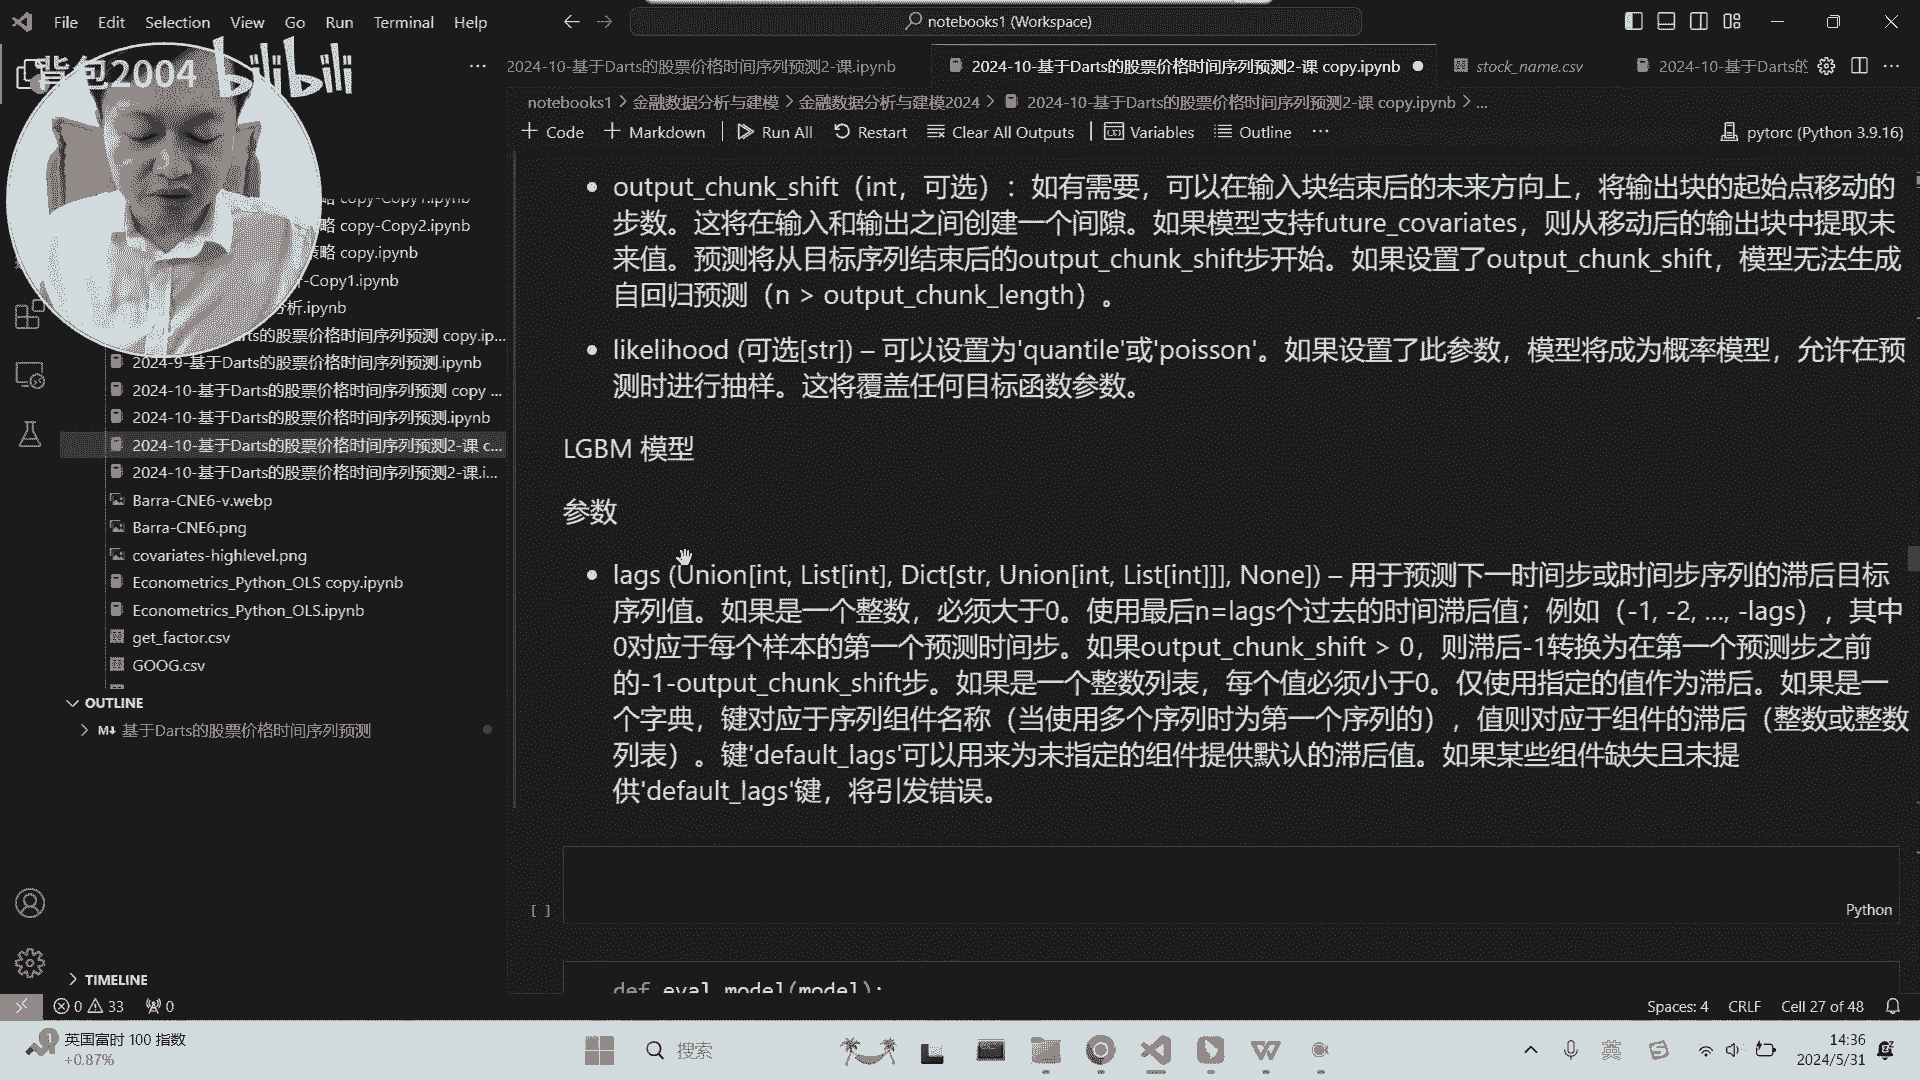 File Edit Selection View Go Run Terminal Help
notebooks1 (Workspace)
背包2004 bilibili
2024-10-基于Darts的股票价格时间序列预测2-课.ipynb
2024-10-基于Darts的股票价格时间序列预测2-课 copy.ipynb
stock_name.csv
2024-10-基于Darts的
notebooks1 > 金融数据分析与建模 > 金融数据分析与建模2024 > 2024-10-基于Darts的股票价格时间序列预测2-课 copy.ipynb > ...
+ Code + Markdown Run All Restart Clear All Outputs Variables Outline ...
pytorc (Python 3.9.16)
copy-Copy1.ipynb
略 copy-Copy2.ipynb
策略 copy.ipynb
-Copy1.ipynb
分析.ipynb
arts的股票价格时间序列预测 copy.ip...
2024-9-基于Darts的股票价格时间序列预测.ipynb
2024-10-基于Darts的股票价格时间序列预测 copy ...
2024-10-基于Darts的股票价格时间序列预测.ipynb
2024-10-基于Darts的股票价格时间序列预测2-课 c...
2024-10-基于Darts的股票价格时间序列预测2-课.i...
Barra-CNE6-v.webp
Barra-CNE6.png
covariates-highlevel.png
Econometrics_Python_OLS copy.ipynb
Econometrics_Python_OLS.ipynb
get_factor.csv
GOOG.csv
OUTLINE
M↓ 基于Darts的股票价格时间序列预测
TIMELINE
output_chunk_shift（int，可选）：如有需要，可以在输入块结束后的未来方向上，将输出块的起始点移动的
步数。这将在输入和输出之间创建一个间隙。如果模型支持future_covariates，则从移动后的输出块中提取未
来值。预测将从目标序列结束后的output_chunk_shift步开始。如果设置了output_chunk_shift，模型无法生成
自回归预测（n > output_chunk_length）。
likelihood (可选[str]) – 可以设置为'quantile'或'poisson'。如果设置了此参数，模型将成为概率模型，允许在预
测时进行抽样。这将覆盖任何目标函数参数。
LGBM 模型
参数
lags (Union[int, List[int], Dict[str, Union[int, List[int]]], None]) – 用于预测下一时间步或时间步序列的滞后目标
序列值。如果是一个整数，必须大于0。使用最后n=lags个过去的时间滞后值；例如（-1, -2, ..., -lags），其中
0对应于每个样本的第一个预测时间步。如果output_chunk_shift > 0，则滞后-1转换为在第一个预测步之前
的-1-output_chunk_shift步。如果是一个整数列表，每个值必须小于0。仅使用指定的值作为滞后。如果是一
个字典，键对应于序列组件名称（当使用多个序列时为第一个序列的），值则对应于组件的滞后（整数或整数
列表）。键'default_lags'可以用来为未指定的组件提供默认的滞后值。如果某些组件缺失且未提
供'default_lags'键，将引发错误。
[ ]
Python
def eval_model(model):
0 33 0
Spaces: 4 CRLF Cell 27 of 48
1 英国富时 100 指数
+0.87%
搜索
英
14:36
2024/5/31